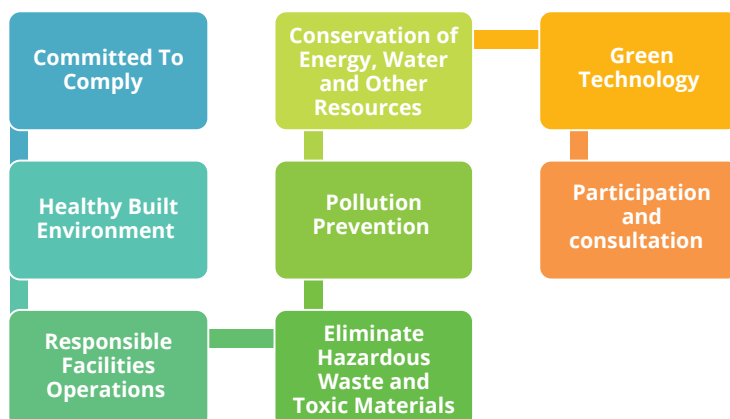 Committed To
Comply
Healthy Built
Environment
Responsible
Facilities
Operations
Eliminate
Hazardous
Waste and
Toxic Materials
Pollution
Prevention
Conservation of
Energy, Water
and Other
Resources
Green
Technology
Participation
and
consultation